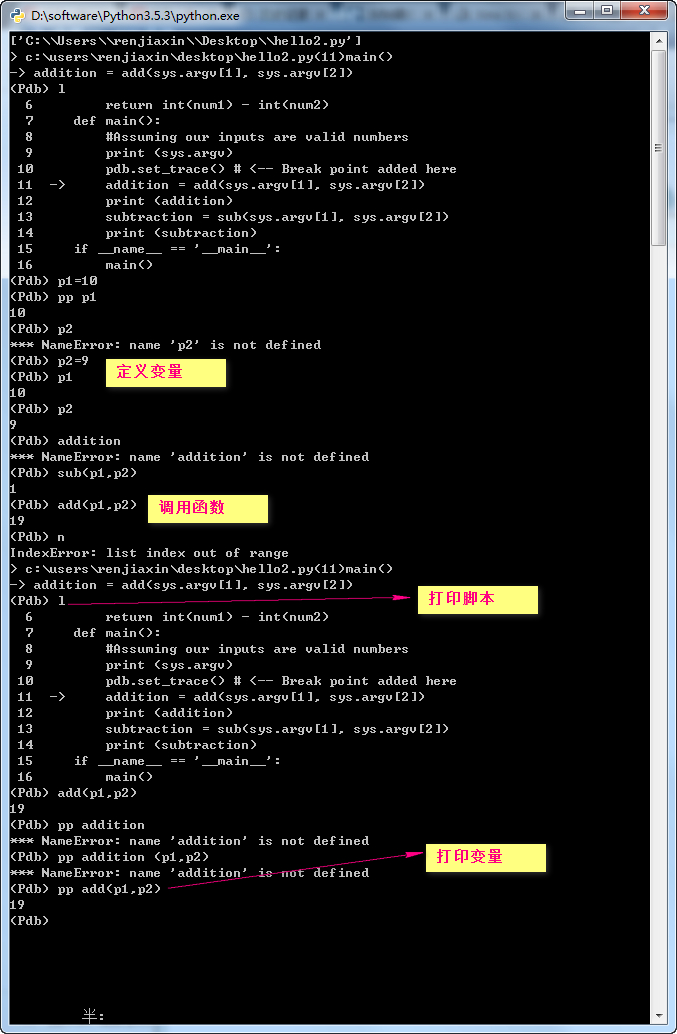 D:\software\Python3.5.3\python.exe
['C:\\Users\\renjiaxin\\Desktop\\hello2.py']
> c:\users\renjiaxin\desktop\hello2.py(11)main()
-> addition = add(sys.argv[1], sys.argv[2])
(Pdb) l
6 return int(num1) - int(num2)
7 def main():
8 #Assuming our inputs are valid numbers
9 print (sys.argv)
10 pdb.set_trace() # <-- Break point added here
11 -> addition = add(sys.argv[1], sys.argv[2])
12 print (addition)
13 subtraction = sub(sys.argv[1], sys.argv[2])
14 print (subtraction)
15 if __name__ == '__main__':
16 main()
(Pdb) p1=10
(Pdb) pp p1
10
(Pdb) p2
*** NameError: name 'p2' is not defined
(Pdb) p2=9
定义变量
(Pdb) p1
10
(Pdb) p2
9
(Pdb) addition
*** NameError: name 'addition' is not defined
(Pdb) sub(p1,p2)
1
(Pdb) add(p1,p2)
调用函数
19
(Pdb) n
IndexError: list index out of range
> c:\users\renjiaxin\desktop\hello2.py(11)main()
-> addition = add(sys.argv[1], sys.argv[2])
(Pdb) l
打印脚本
6 return int(num1) - int(num2)
7 def main():
8 #Assuming our inputs are valid numbers
9 print (sys.argv)
10 pdb.set_trace() # <-- Break point added here
11 -> addition = add(sys.argv[1], sys.argv[2])
12 print (addition)
13 subtraction = sub(sys.argv[1], sys.argv[2])
14 print (subtraction)
15 if __name__ == '__main__':
16 main()
(Pdb) add(p1,p2)
19
(Pdb) pp addition
*** NameError: name 'addition' is not defined
(Pdb) pp addition (p1,p2)
打印变量
*** NameError: name 'addition' is not defined
(Pdb) pp add(p1,p2)
19
(Pdb)
半: